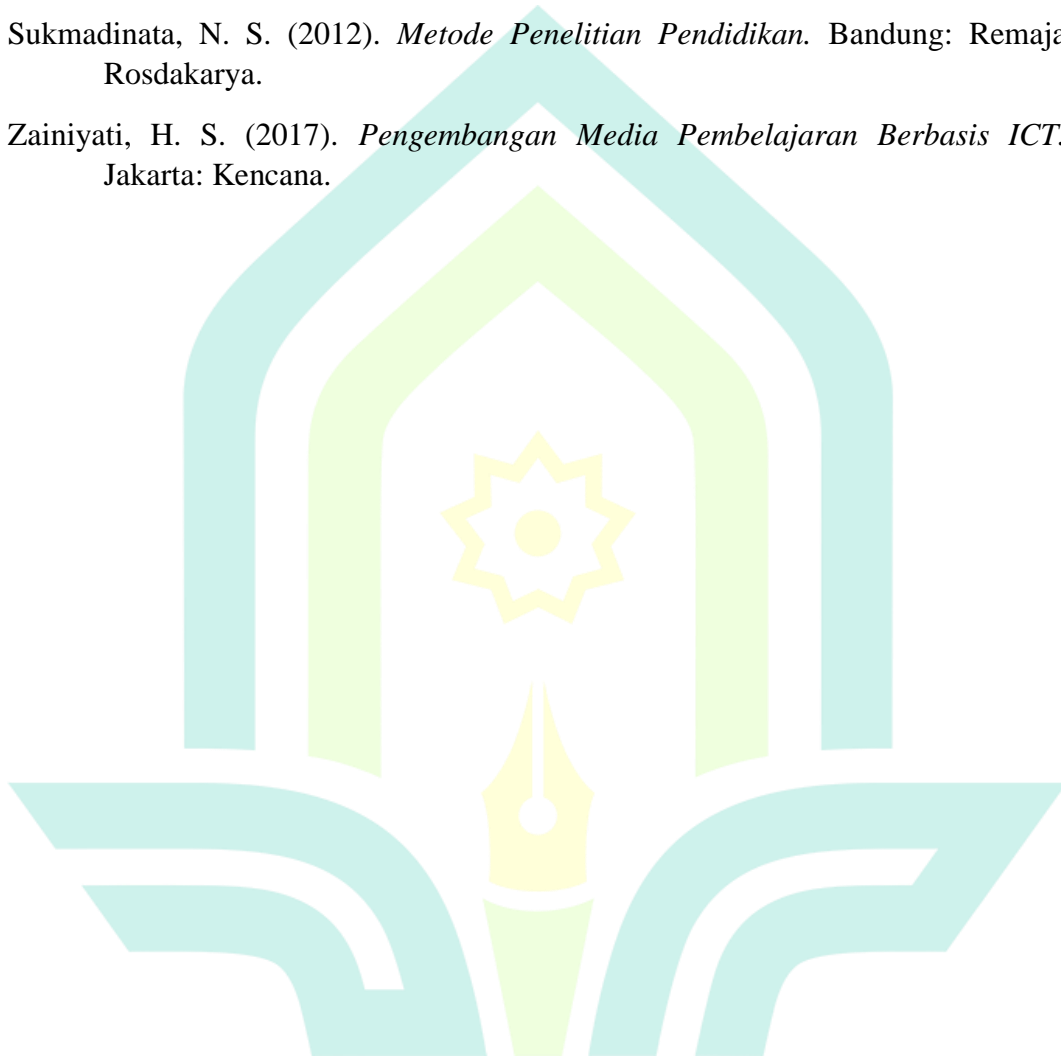 Sukmadinata, N. S. (2012). Metode Penelitian Pendidikan. Bandung: Remaja
Rosdakarya.
Zainiyati, H. S. (2017). Pengembangan Media Pembelajaran Berbasis ICT.
Jakarta: Kencana.